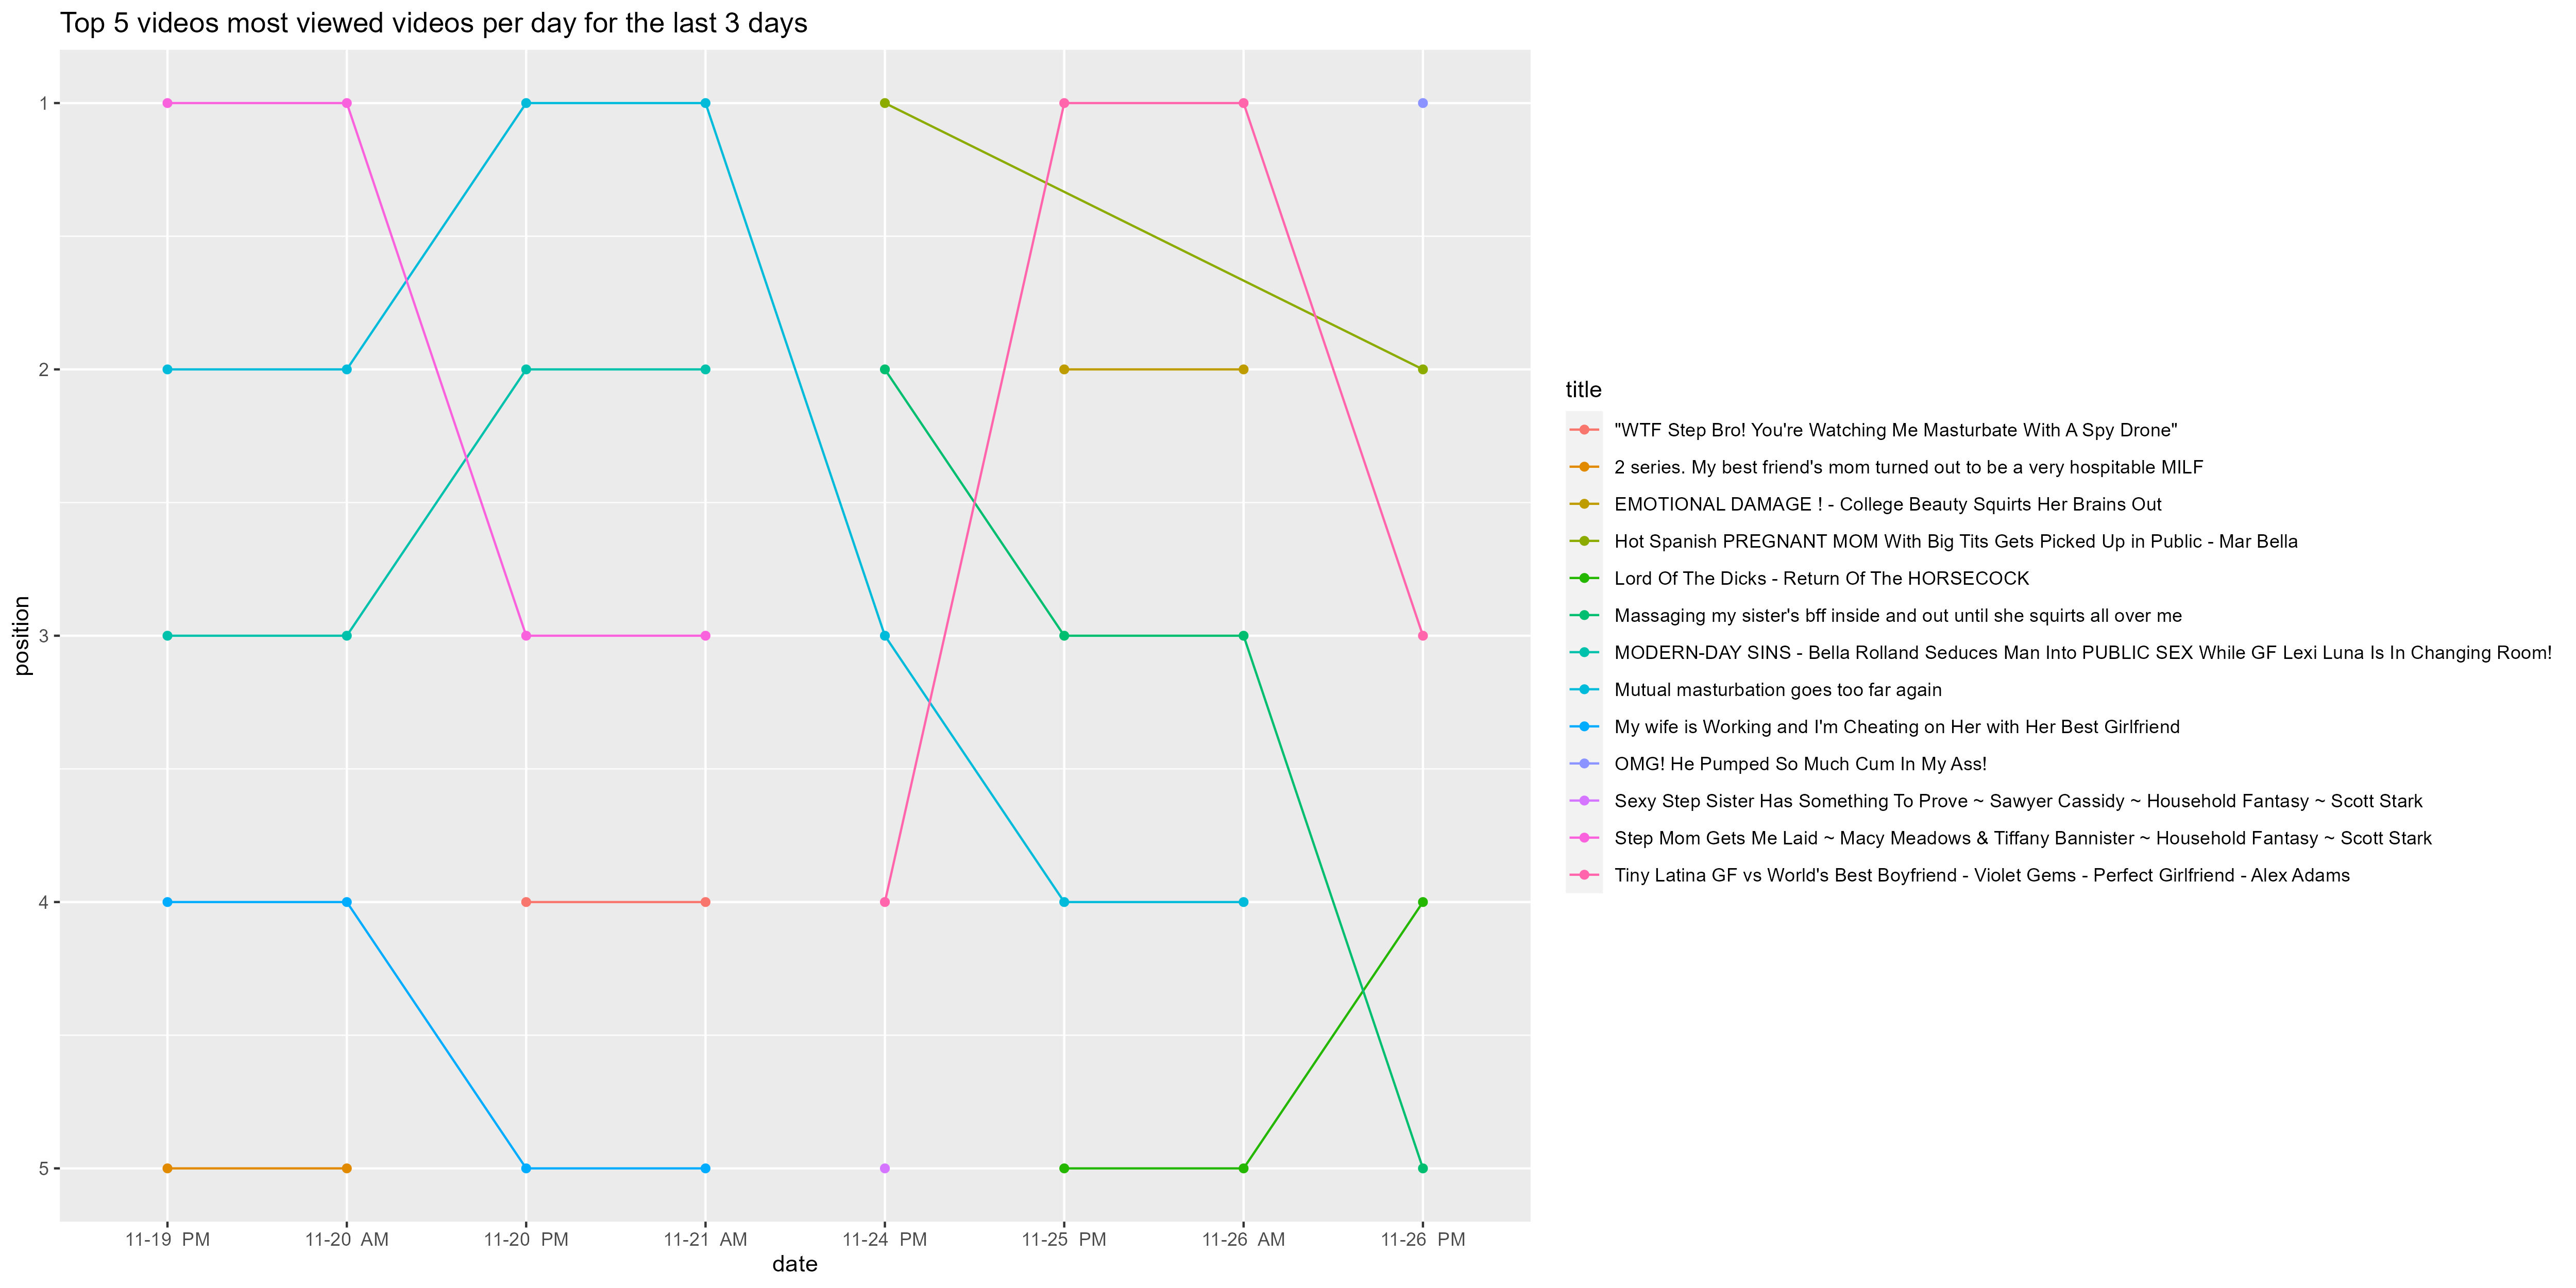 Top 5 videos most viewed videos per day for the last 3 days
1
2
3
4
5
position
11-19 PM
11-20 AM
11-20 PM
11-21 AM
11-24 PM
11-25 PM
11-26 AM
11-26 PM
date
title
"WTF Step Bro! You're Watching Me Masturbate With A Spy Drone"
2 series. My best friend's mom turned out to be a very hospitable MILF
EMOTIONAL DAMAGE ! - College Beauty Squirts Her Brains Out
Hot Spanish PREGNANT MOM With Big Tits Gets Picked Up in Public - Mar Bella
Lord Of The Dicks - Return Of The HORSECOCK
Massaging my sister's bff inside and out until she squirts all over me
MODERN-DAY SINS - Bella Rolland Seduces Man Into PUBLIC SEX While GF Lexi Luna Is In Changing Room!
Mutual masturbation goes too far again
My wife is Working and I'm Cheating on Her with Her Best Girlfriend
OMG! He Pumped So Much Cum In My Ass!
Sexy Step Sister Has Something To Prove ~ Sawyer Cassidy ~ Household Fantasy ~ Scott Stark
Step Mom Gets Me Laid ~ Macy Meadows & Tiffany Bannister ~ Household Fantasy ~ Scott Stark
Tiny Latina GF vs World's Best Boyfriend - Violet Gems - Perfect Girlfriend - Alex Adams